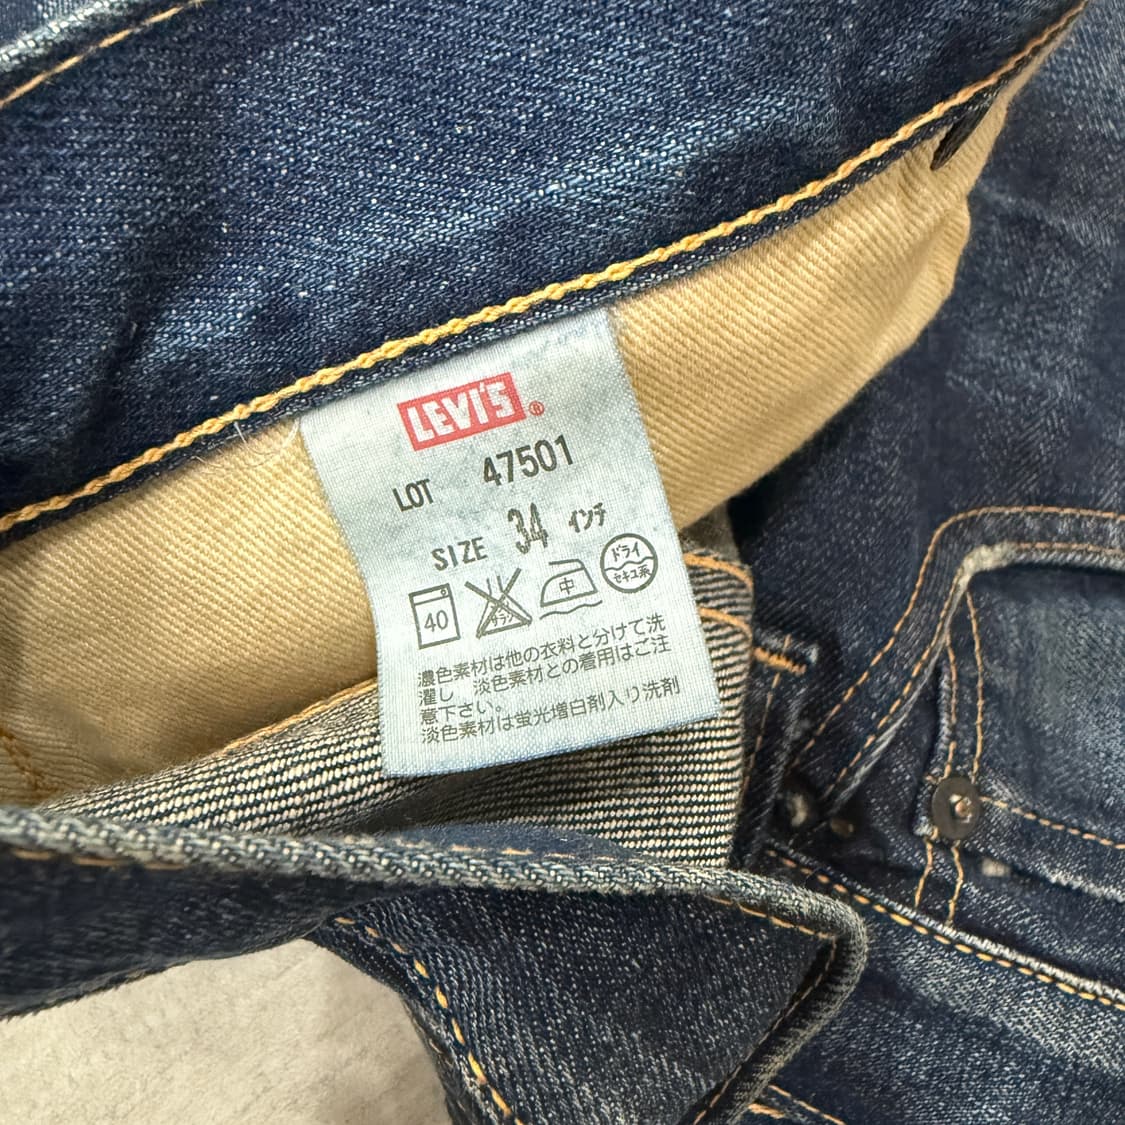 LEVI'S®
LOT 47501
SIZE 34 インチ
40 サラシ 中 ドライ
セキユ系
濃色素材は他の衣料と分けて洗
濯し 淡色素材との着用はご注
意下さい。
淡色素材は蛍光増白剤入り洗剤